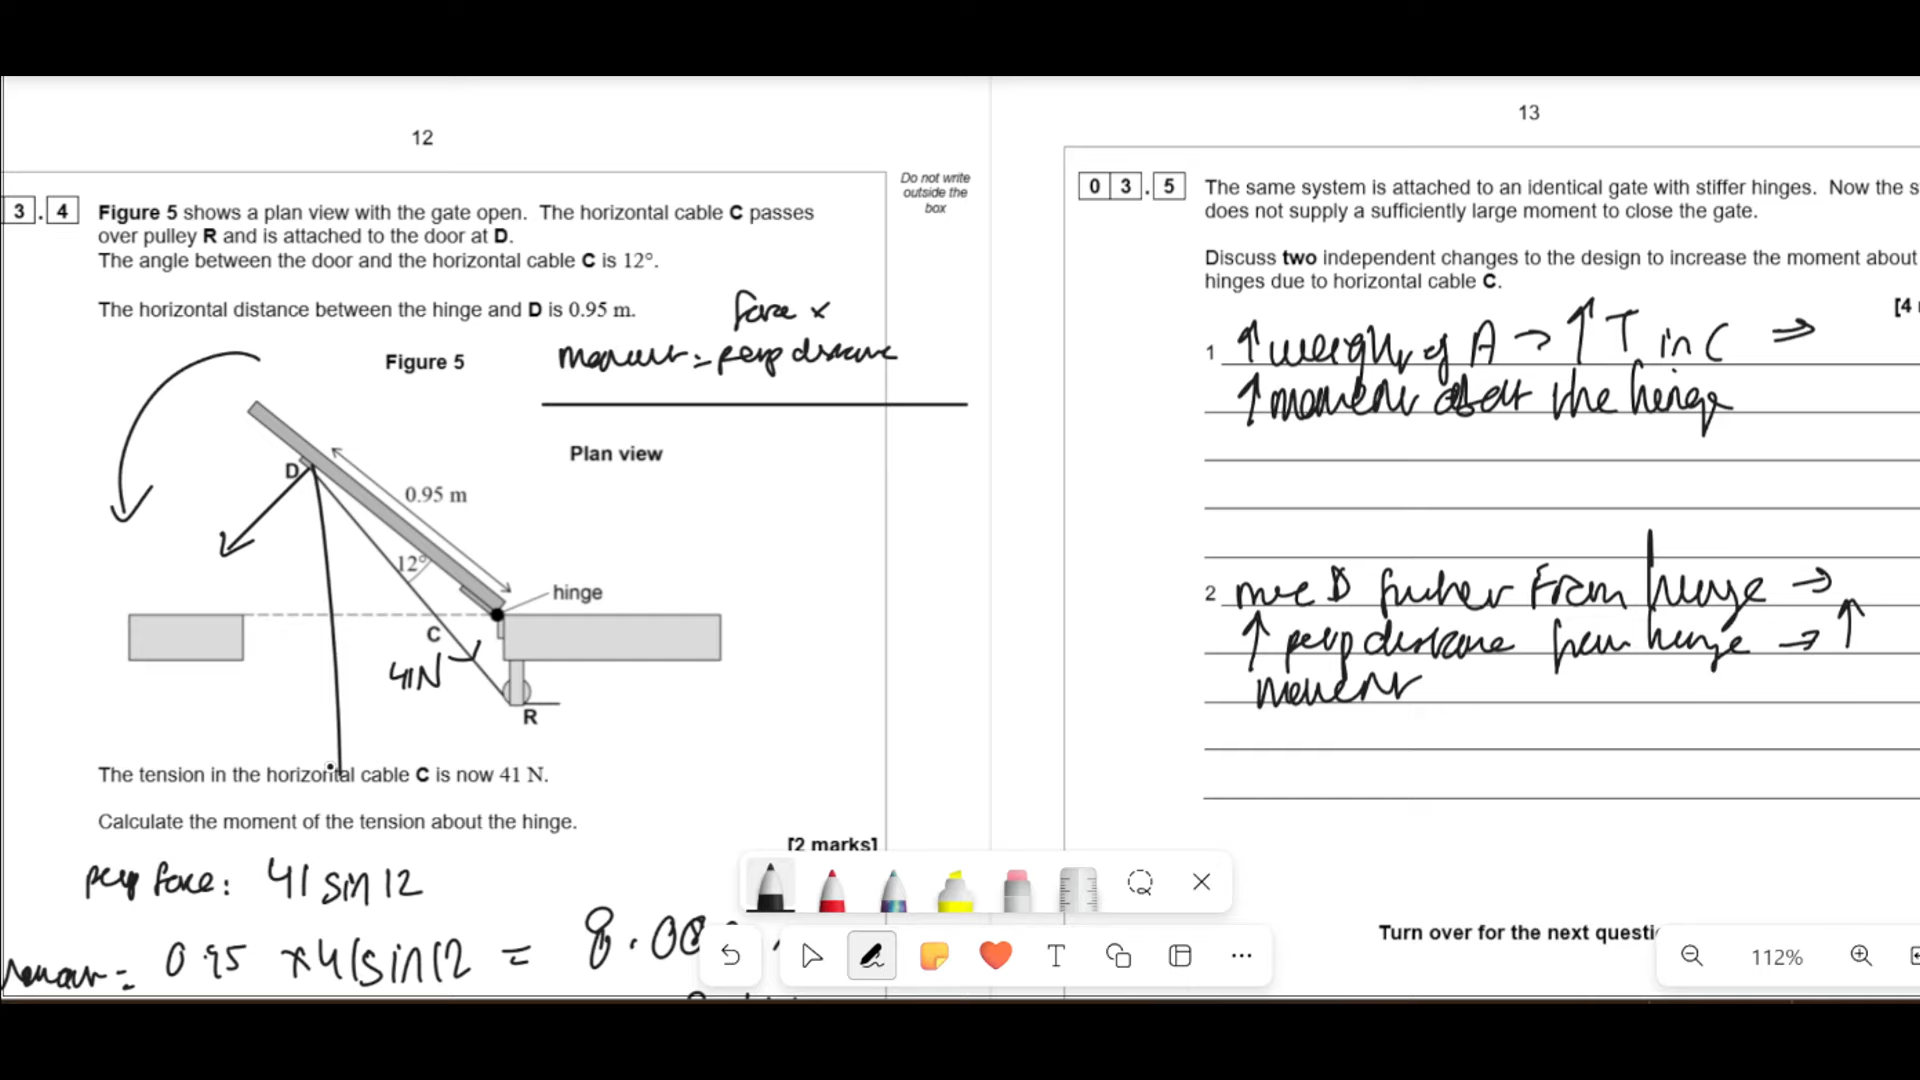 12
Do not write
outside the
box
3 . 4 Figure 5 shows a plan view with the gate open. The horizontal cable C passes
over pulley R and is attached to the door at D.
The angle between the door and the horizontal cable C is 12°.
The horizontal distance between the hinge and D is 0.95 m.
force ×
moment = perp distance
Figure 5
Plan view
D
0.95 m
12°
hinge
C
41N
R
The tension in the horizontal cable C is now 41 N.
Calculate the moment of the tension about the hinge.
[2 marks]
perp force: 41 sin 12
moment = 0.95 × 41sin12 = 8.0
13
0 3 . 5 The same system is attached to an identical gate with stiffer hinges. Now the s
does not supply a sufficiently large moment to close the gate.
Discuss two independent changes to the design to increase the moment about
hinges due to horizontal cable C.
[4
1 ↑ weight of A → ↑ T in C ⇒
↑ moment about the hinge
2 move D further from hinge →
↑ perp distance from hinge → ↑
moment
Turn over for the next questi
112%